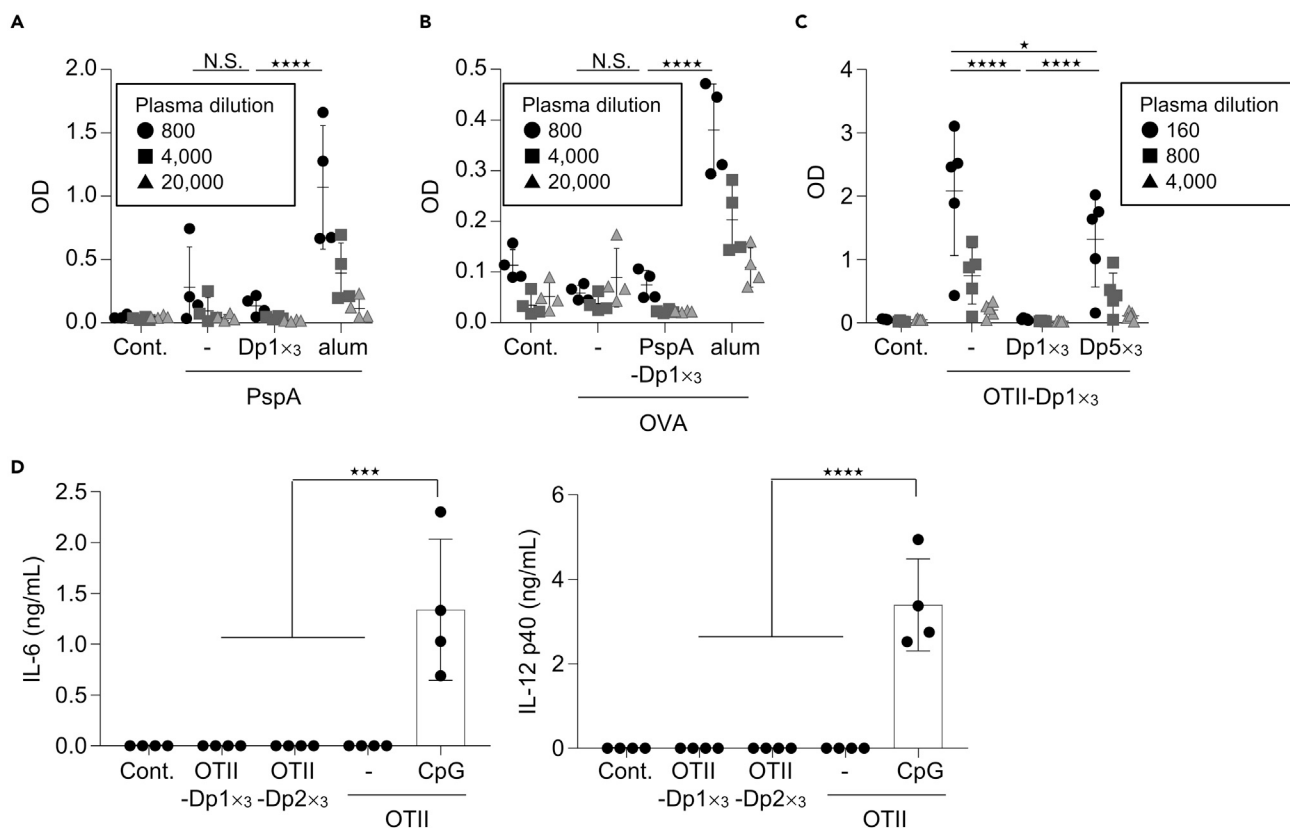 A
N.S.
★★★★
2.0
1.5
1.0
0.5
0.0
OD
Plasma dilution
● 800
■ 4,000
▲ 20,000
Cont. - Dp1×3 alum
PspA
B
N.S.
★★★★
0.5
0.4
0.3
0.2
0.1
0.0
OD
Plasma dilution
● 800
■ 4,000
▲ 20,000
Cont. - PspA alum
-Dp1×3
OVA
C
★
★★★★ ★★★★
4
3
2
1
0
OD
Plasma dilution
● 160
■ 800
▲ 4,000
Cont. - Dp1×3 Dp5×3
OTII-Dp1×3
D
★★★
2.5
2.0
1.5
1.0
0.5
0.0
IL-6 (ng/mL)
Cont. OTII OTII - CpG
-Dp1×3 -Dp2×3
OTII
★★★★
6
4
2
0
IL-12 p40 (ng/mL)
Cont. OTII OTII - CpG
-Dp1×3 -Dp2×3
OTII